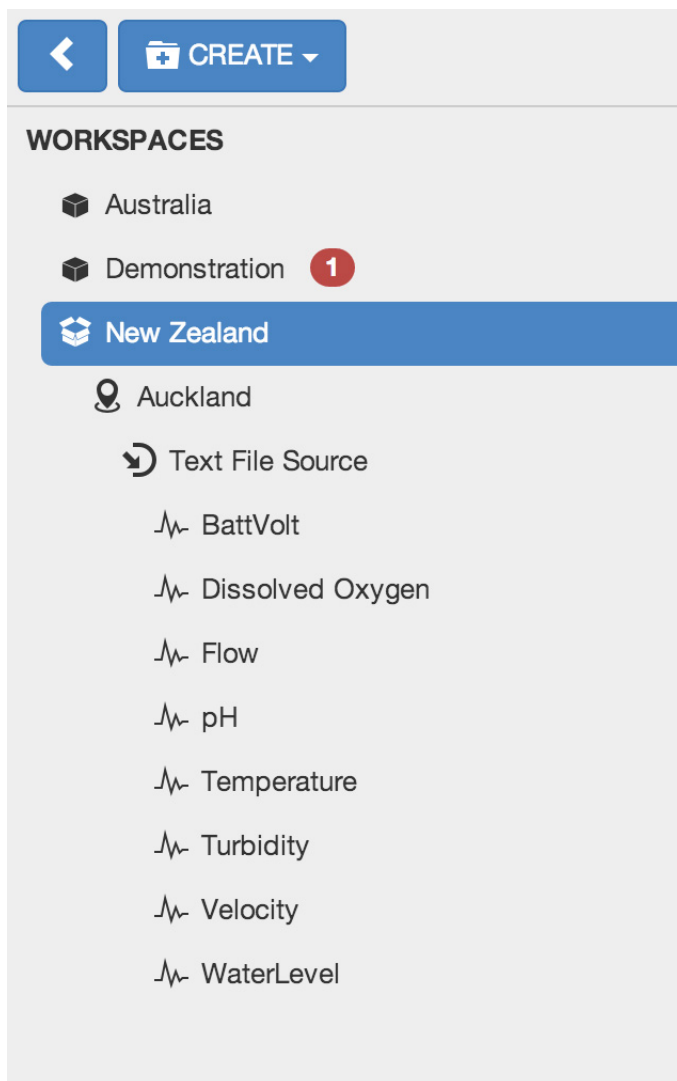 CREATE
WORKSPACES
Australia
Demonstration 1
New Zealand
Auckland
Text File Source
BattVolt
Dissolved Oxygen
Flow
pH
Temperature
Turbidity
Velocity
WaterLevel